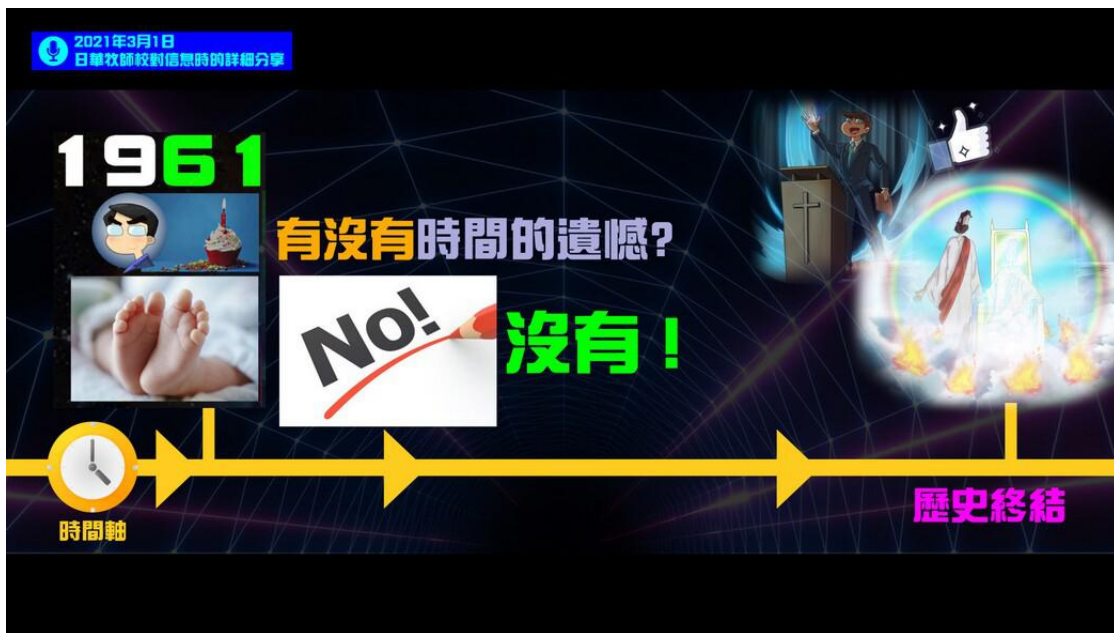 2021年3月1日
日華牧師校對信息時的詳細分享
1961
有沒有時間的遺憾?
No!
沒有！
時間軸
歷史終結